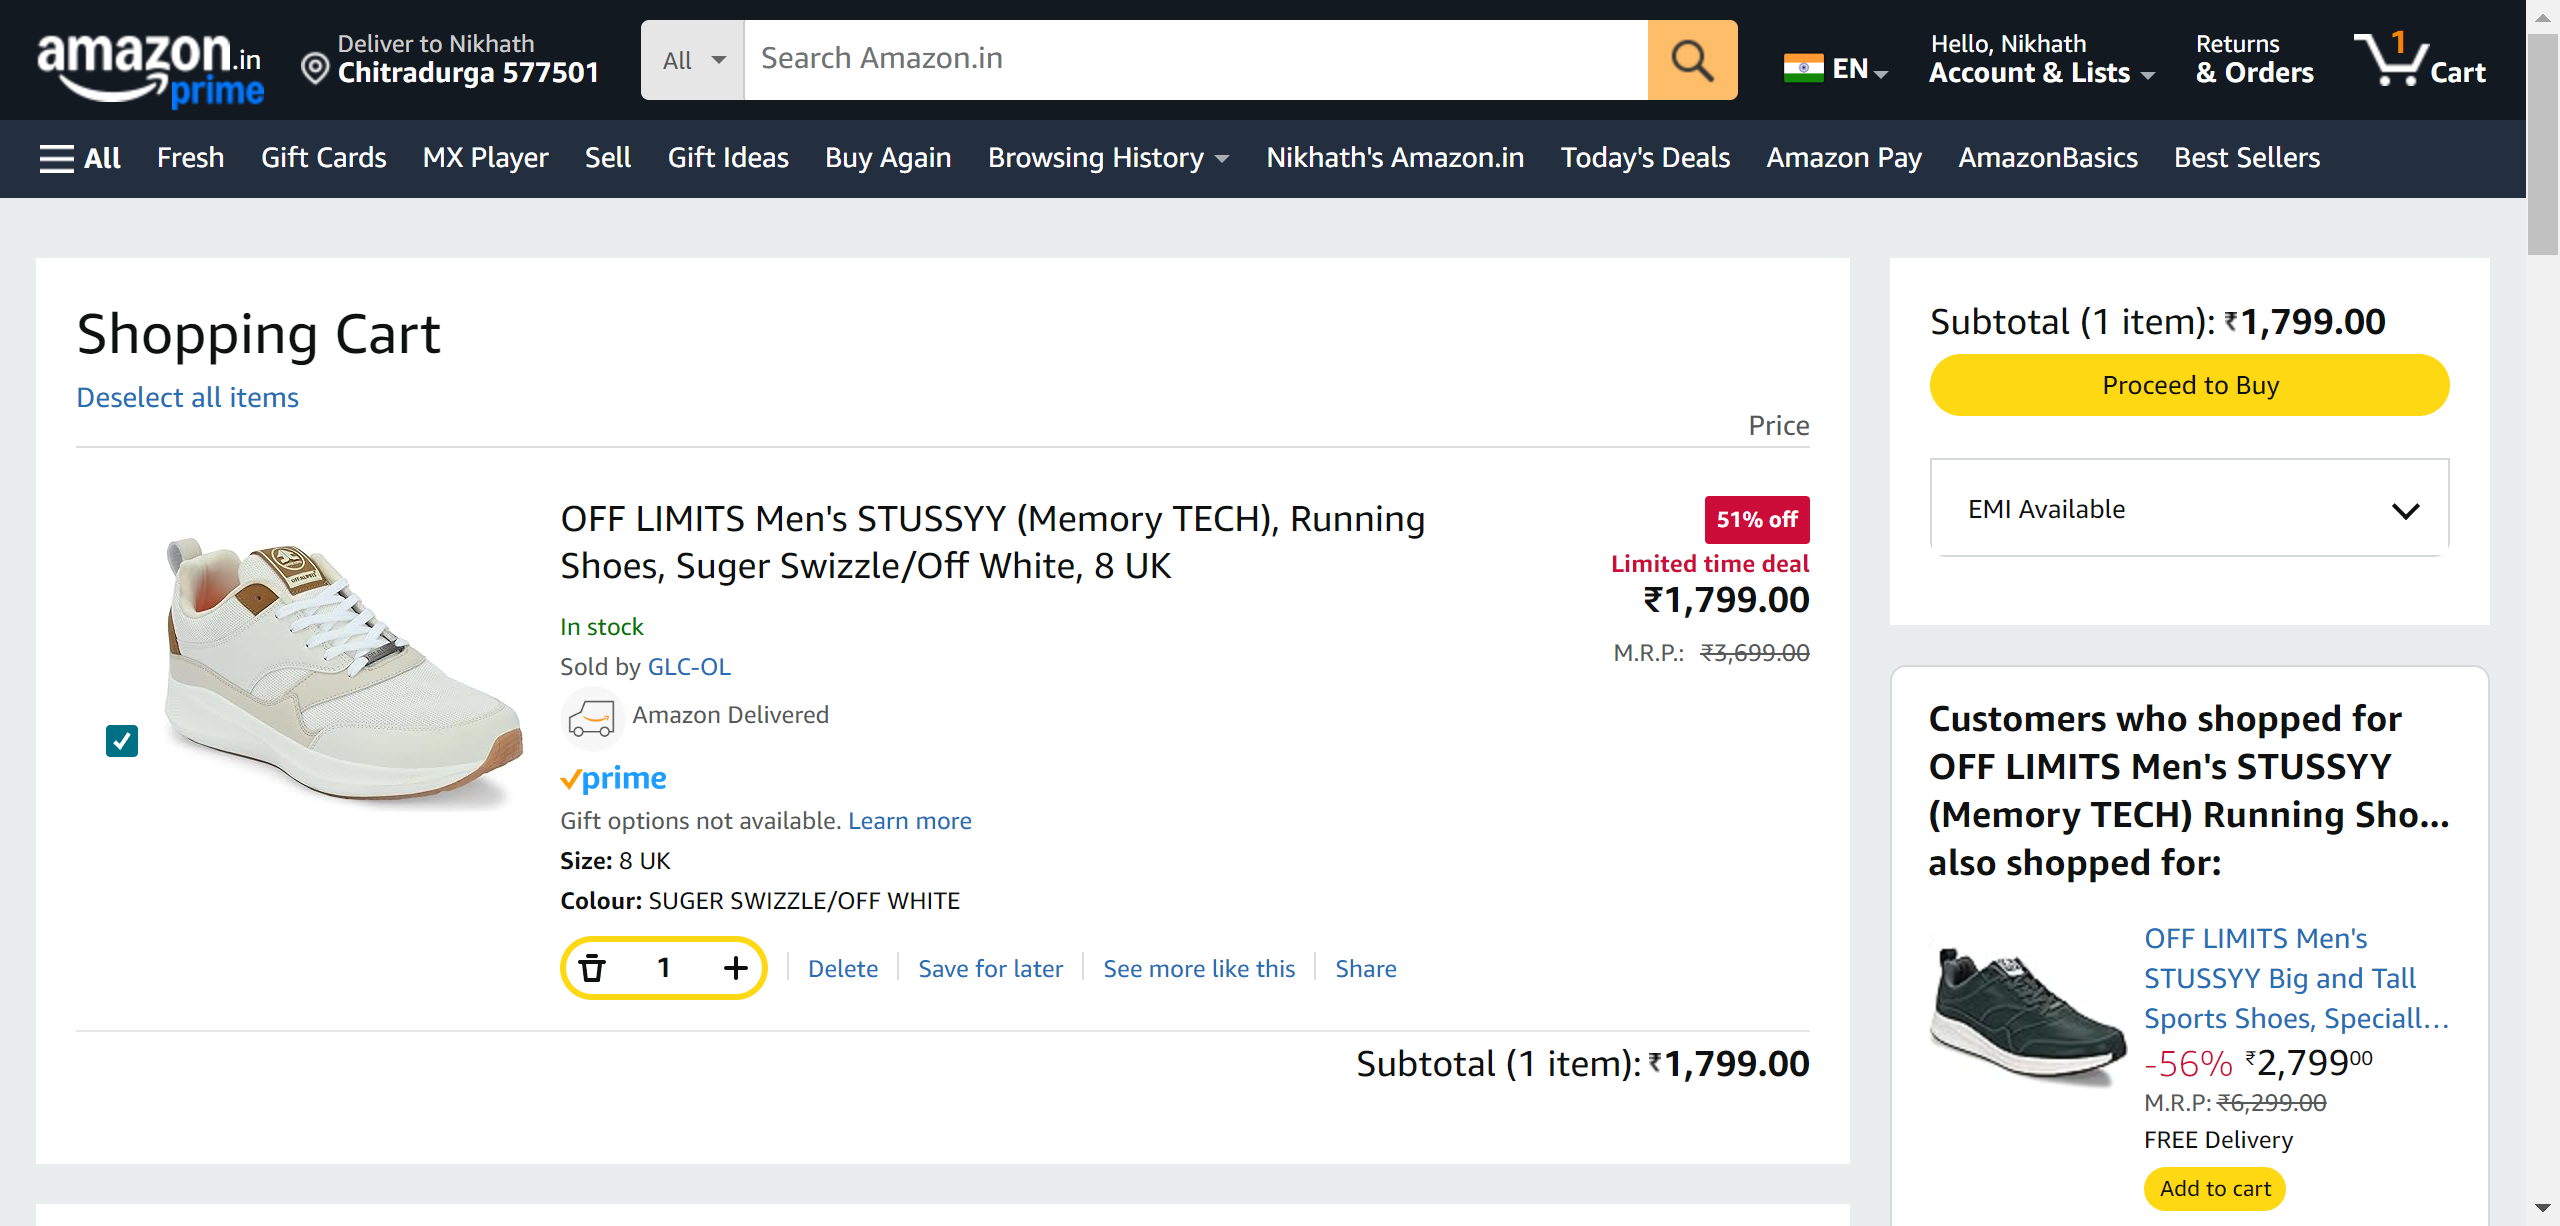 amazon.in
prime
Deliver to Nikhath
Chitradurga 577501
All
Search Amazon.in
EN
Hello, Nikhath
Account & Lists
Returns
& Orders
1
Cart
All
Fresh
Gift Cards
MX Player
Sell
Gift Ideas
Buy Again
Browsing History
Nikhath's Amazon.in
Today's Deals
Amazon Pay
AmazonBasics
Best Sellers
Shopping Cart
Deselect all items
Price
OFF LIMITS Men's STUSSYY (Memory TECH), Running
Shoes, Suger Swizzle/Off White, 8 UK
51% off
Limited time deal
₹1,799.00
M.R.P.: ₹3,699.00
In stock
Sold by GLC-OL
Amazon Delivered
prime
Gift options not available. Learn more
Size: 8 UK
Colour: SUGER SWIZZLE/OFF WHITE
1
Delete
Save for later
See more like this
Share
Subtotal (1 item): ₹1,799.00
Subtotal (1 item): ₹1,799.00
Proceed to Buy
EMI Available
Customers who shopped for
OFF LIMITS Men's STUSSYY
(Memory TECH) Running Sho...
also shopped for:
OFF LIMITS Men's
STUSSYY Big and Tall
Sports Shoes, Speciall...
-56% ₹2,79900
M.R.P: ₹6,299.00
FREE Delivery
Add to cart